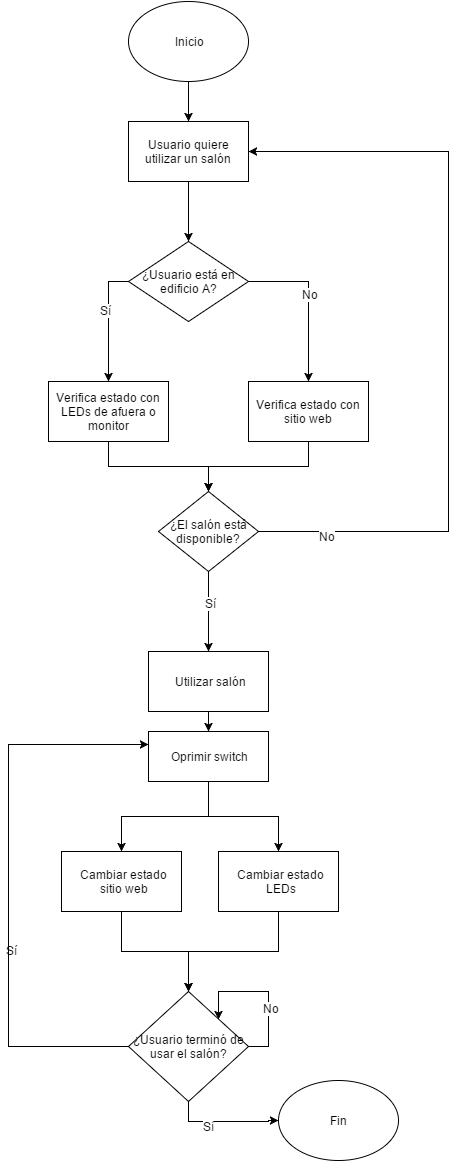 Inicio
Usuario quiere
utilizar un salón
¿Usuario está en
edificio A?
Sí
No
Verifica estado con
LEDs de afuera o
monitor
Verifica estado con
sitio web
¿El salón está
disponible?
No
Sí
Utilizar salón
Oprimir switch
Cambiar estado
sitio web
Cambiar estado
LEDs
Sí
No
¿Usuario terminó de
usar el salón?
Sí
Fin